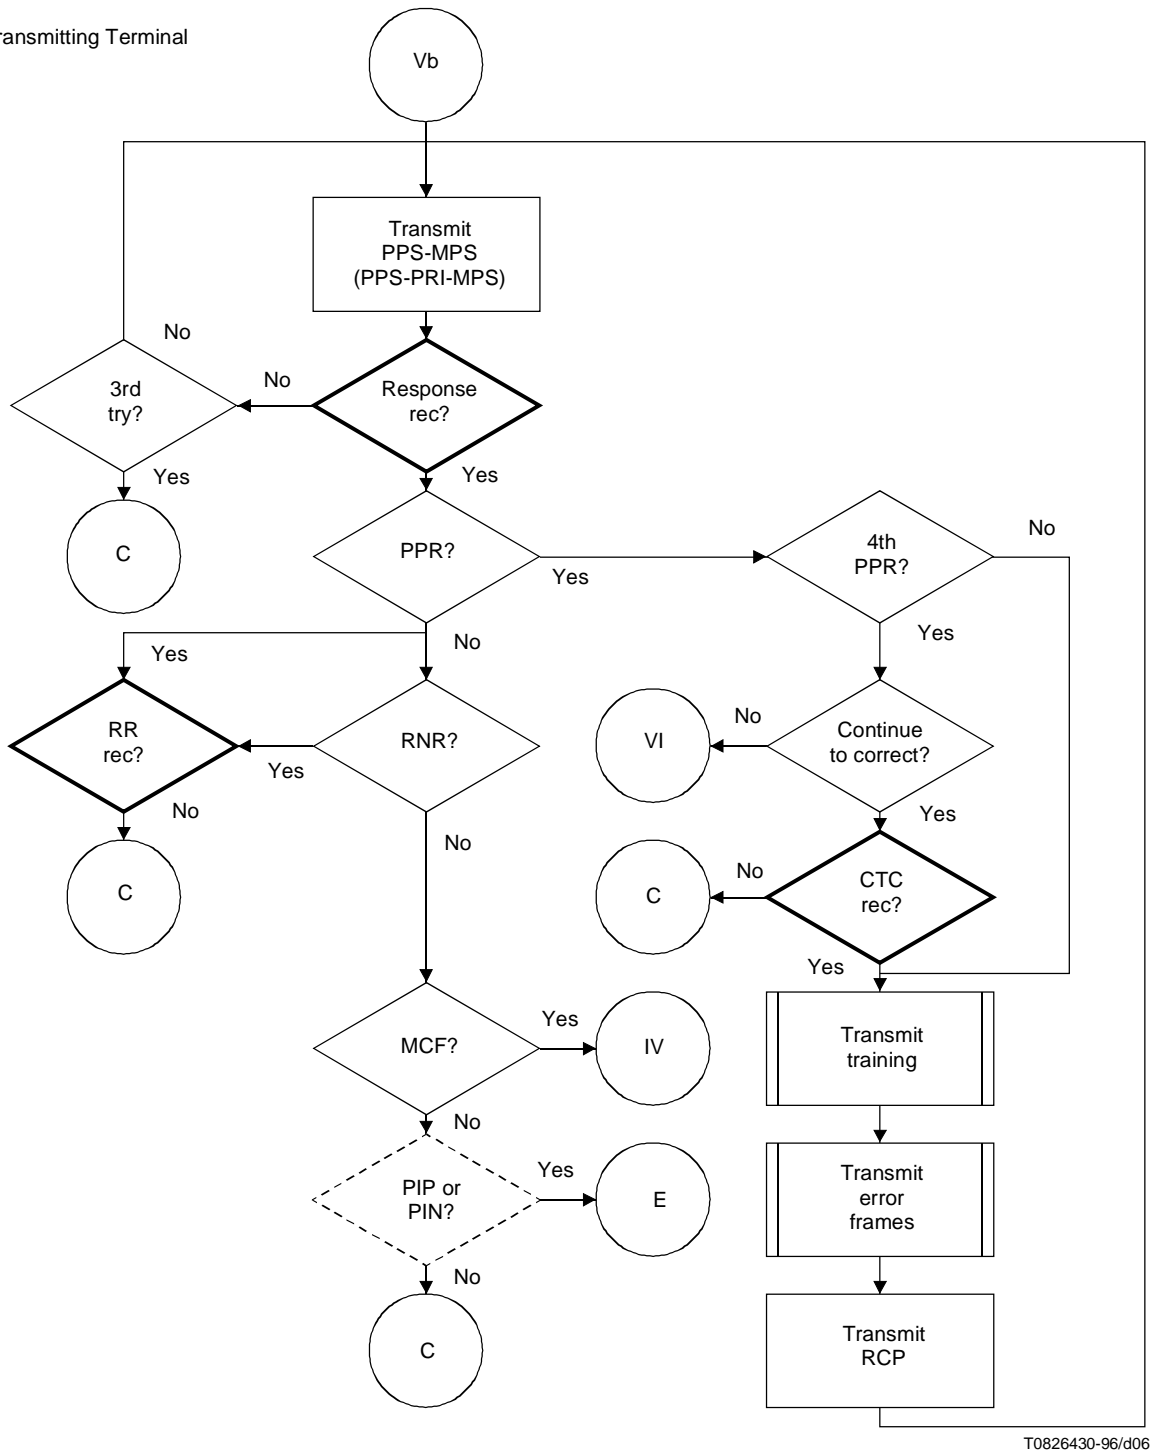 ransmitting Terminal
Vb
Transmit
PPS-MPS
(PPS-PRI-MPS)
No
3rd
try?
No
Response
rec?
Yes
Yes
C
PPR?
Yes
4th
PPR?
No
Yes
No
Yes
RR
rec?
Yes
RNR?
VI
No
Continue
to correct?
No
No
Yes
C
C
No
CTC
rec?
Yes
MCF?
Yes
IV
Transmit
training
No
PIP or
PIN?
Yes
E
Transmit
error
frames
No
C
Transmit
RCP
T0826430-96/d06